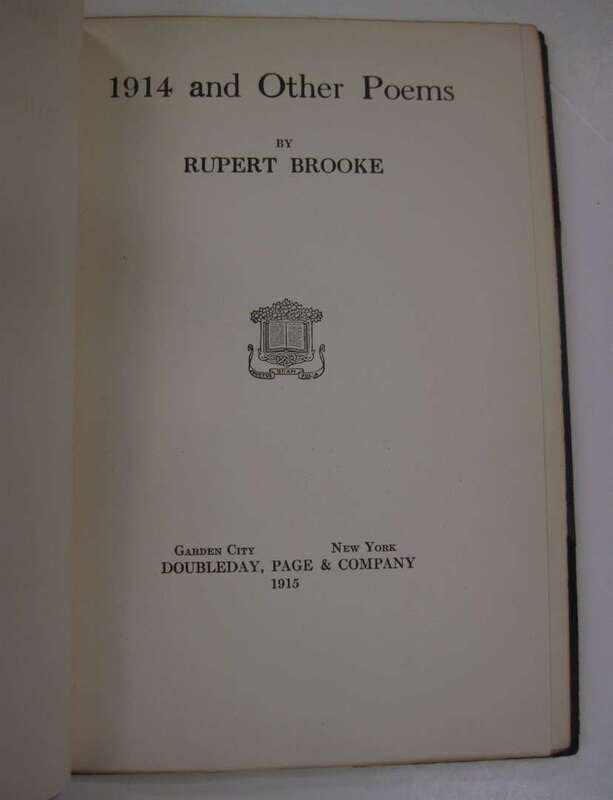 1914 and Other Poems
BY
RUPERT BROOKE
GARDEN CITY NEW YORK
DOUBLEDAY, PAGE & COMPANY
1915